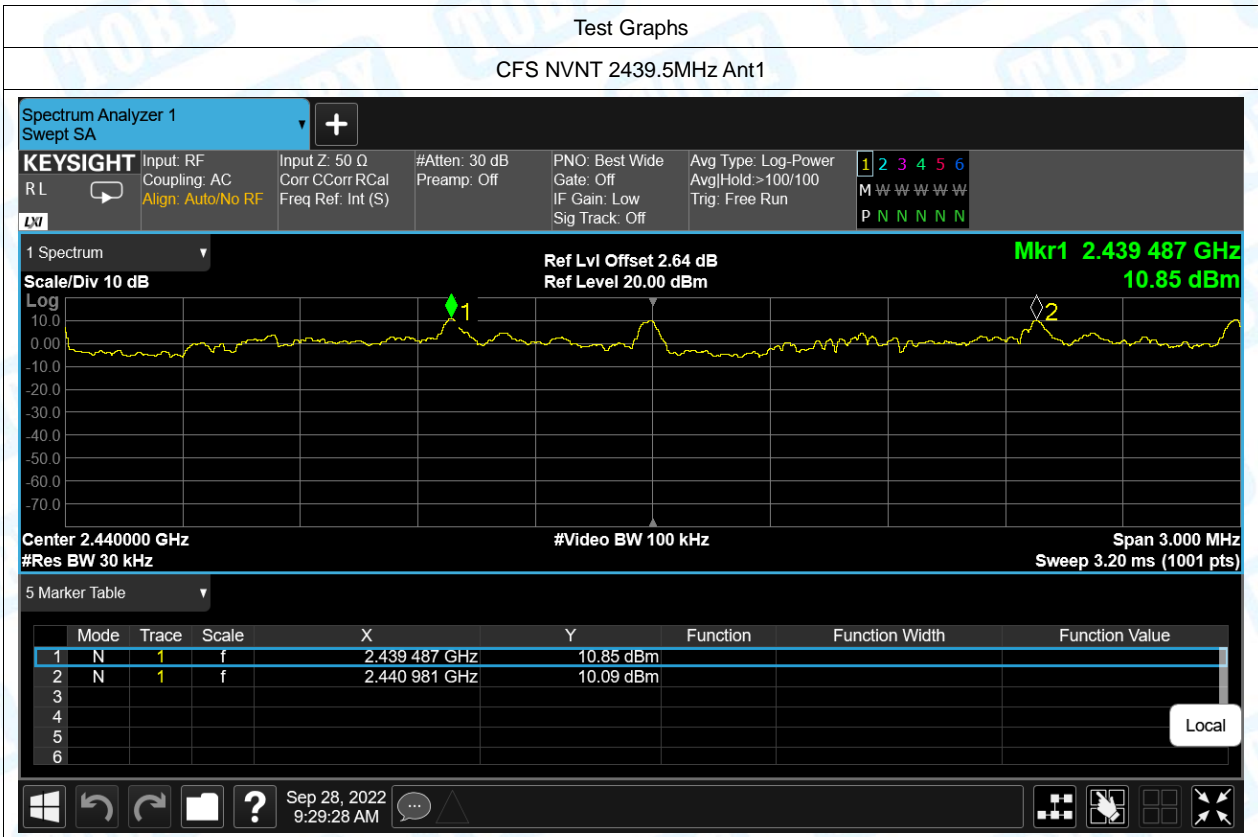 Test Graphs
CFS NVNT 2439.5MHz Ant1
Spectrum Analyzer 1
Swept SA
KEYSIGHT
RL
LXI
Input: RF
Coupling: AC
Align: Auto/No RF
Input Z: 50 Ω
Corr CCorr RCal
Freq Ref: Int (S)
#Atten: 30 dB
Preamp: Off
PNO: Best Wide
Gate: Off
IF Gain: Low
Sig Track: Off
Avg Type: Log-Power
Avg|Hold:>100/100
Trig: Free Run
1 2 3 4 5 6
M W W W W W
P N N N N N
1 Spectrum
Scale/Div 10 dB
Ref Lvl Offset 2.64 dB
Ref Level 20.00 dBm
Mkr1 2.439 487 GHz
10.85 dBm
Log
10.0
0.00
-10.0
-20.0
-30.0
-40.0
-50.0
-60.0
-70.0
1
2
Center 2.440000 GHz
#Video BW 100 kHz
Span 3.000 MHz
#Res BW 30 kHz
Sweep 3.20 ms (1001 pts)
5 Marker Table
Mode Trace Scale X Y Function Function Width Function Value
1 N 1 f 2.439 487 GHz 10.85 dBm
2 N 1 f 2.440 981 GHz 10.09 dBm
3
4
5
6
Local
?
Sep 28, 2022
9:29:28 AM
TOBY